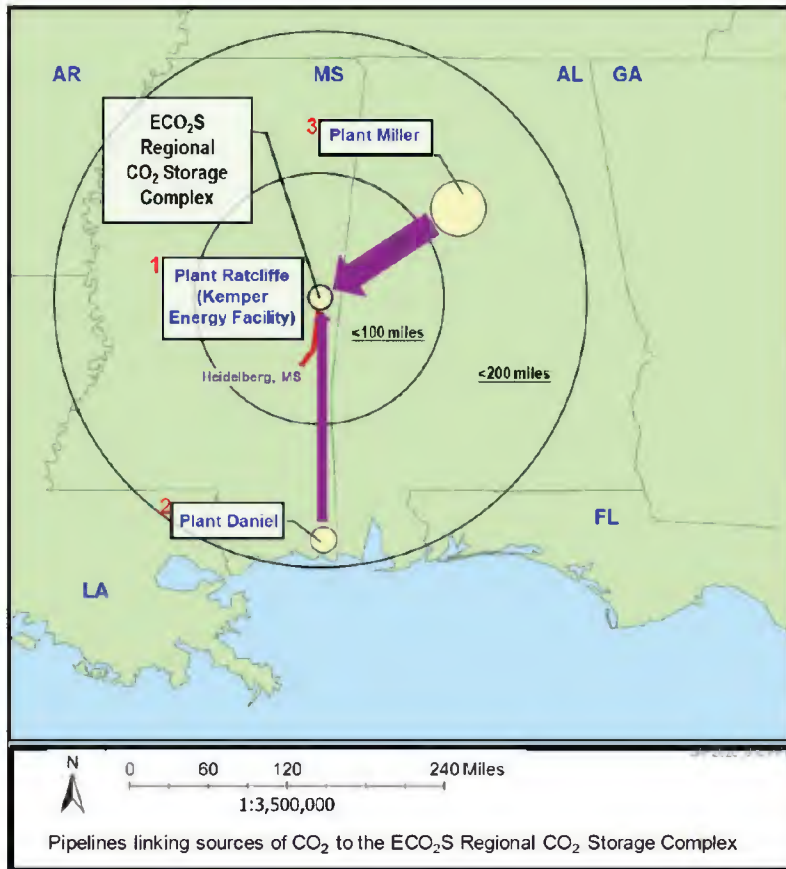 AR
MS
AL
GA
ECO₂S
Regional
CO₂ Storage
Complex
3
Plant Miller
1
Plant Ratcliffe
(Kemper
Energy Facility)
<100 miles
Heidelberg, MS
<200 miles
2
Plant Daniel
FL
LA
N
0 60 120 240 Miles
1:3,500,000
Pipelines linking sources of CO₂ to the ECO₂S Regional CO₂ Storage Complex